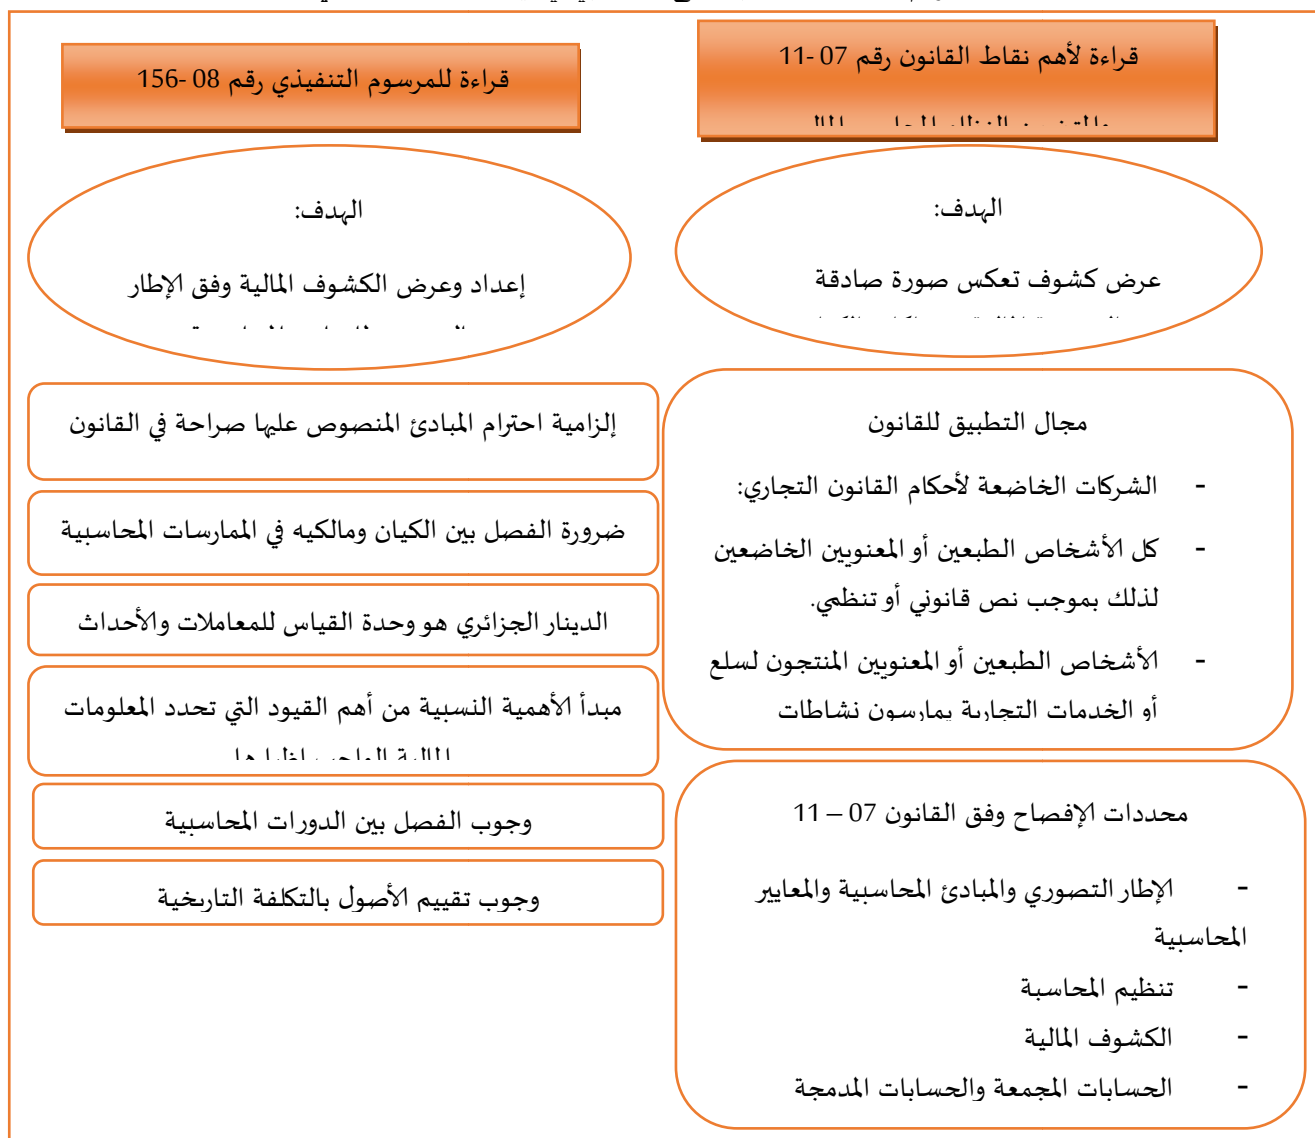 قراءة لأهم نقاط القانون رقم 07 -11
الهدف:
عرض كشوف تعكس صورة صادقة
مجال التطبيق للقانون
- الشركات الخاضعة لأحكام القانون التجاري:
- كل الأشخاص الطبعين أو المعنويين الخاضعين
لذلك بموجب نص قانوني أو تنظمي.
- الأشخاص الطبعين أو المعنويين المنتجون لسلع
أو الخدمات التجارية يمارسون نشاطات
محددات الإفصاح وفق القانون 07 – 11
- الإطار التصوري والمبادئ المحاسبية والمعايير
المحاسبية
- تنظيم المحاسبة
- الكشوف المالية
- الحسابات المجمعة والحسابات المدمجة
قراءة للمرسوم التنفيذي رقم 08 -156
الهدف:
إعداد وعرض الكشوف المالية وفق الإطار
إلزامية احترام المبادئ المنصوص عليها صراحة في القانون
ضرورة الفصل بين الكيان ومالكيه في الممارسات المحاسبية
الدينار الجزائري هو وحدة القياس للمعاملات والأحداث
مبدأ الأهمية النسبية من أهم القيود التي تحدد المعلومات
المالية الواجب إظهارها
وجوب الفصل بين الدورات المحاسبية
وجوب تقييم الأصول بالتكلفة التاريخية